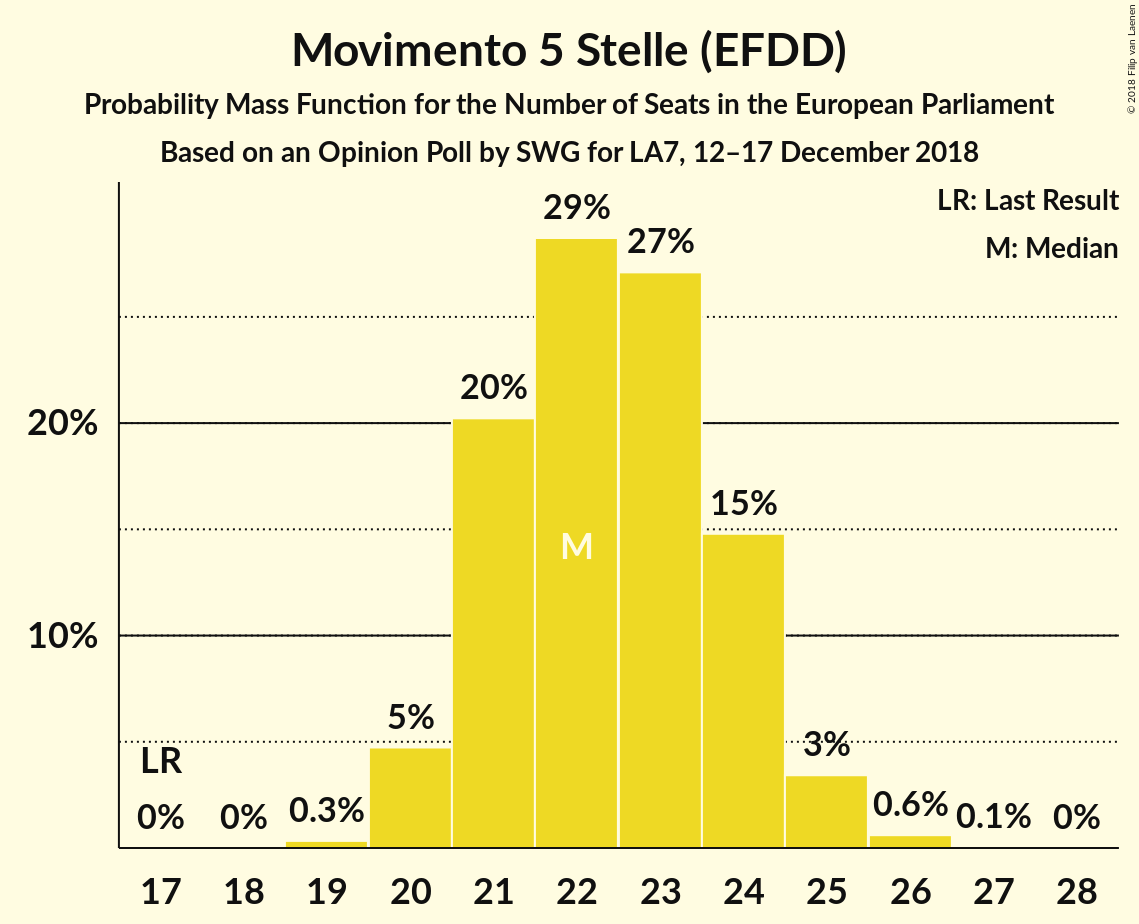 Movimento 5 Stelle (EFDD)
Probability Mass Function for the Number of Seats in the European Parliament
Based on an Opinion Poll by SWG for LA7, 12–17 December 2018
© 2018 Filip van Laenen
LR: Last Result
M: Median
29%
27%
20%
20%
15%
M
10%
5%
3%
LR
0%
0%
0.3%
0.6%
0.1%
0%
17 18 19 20 21 22 23 24 25 26 27 28